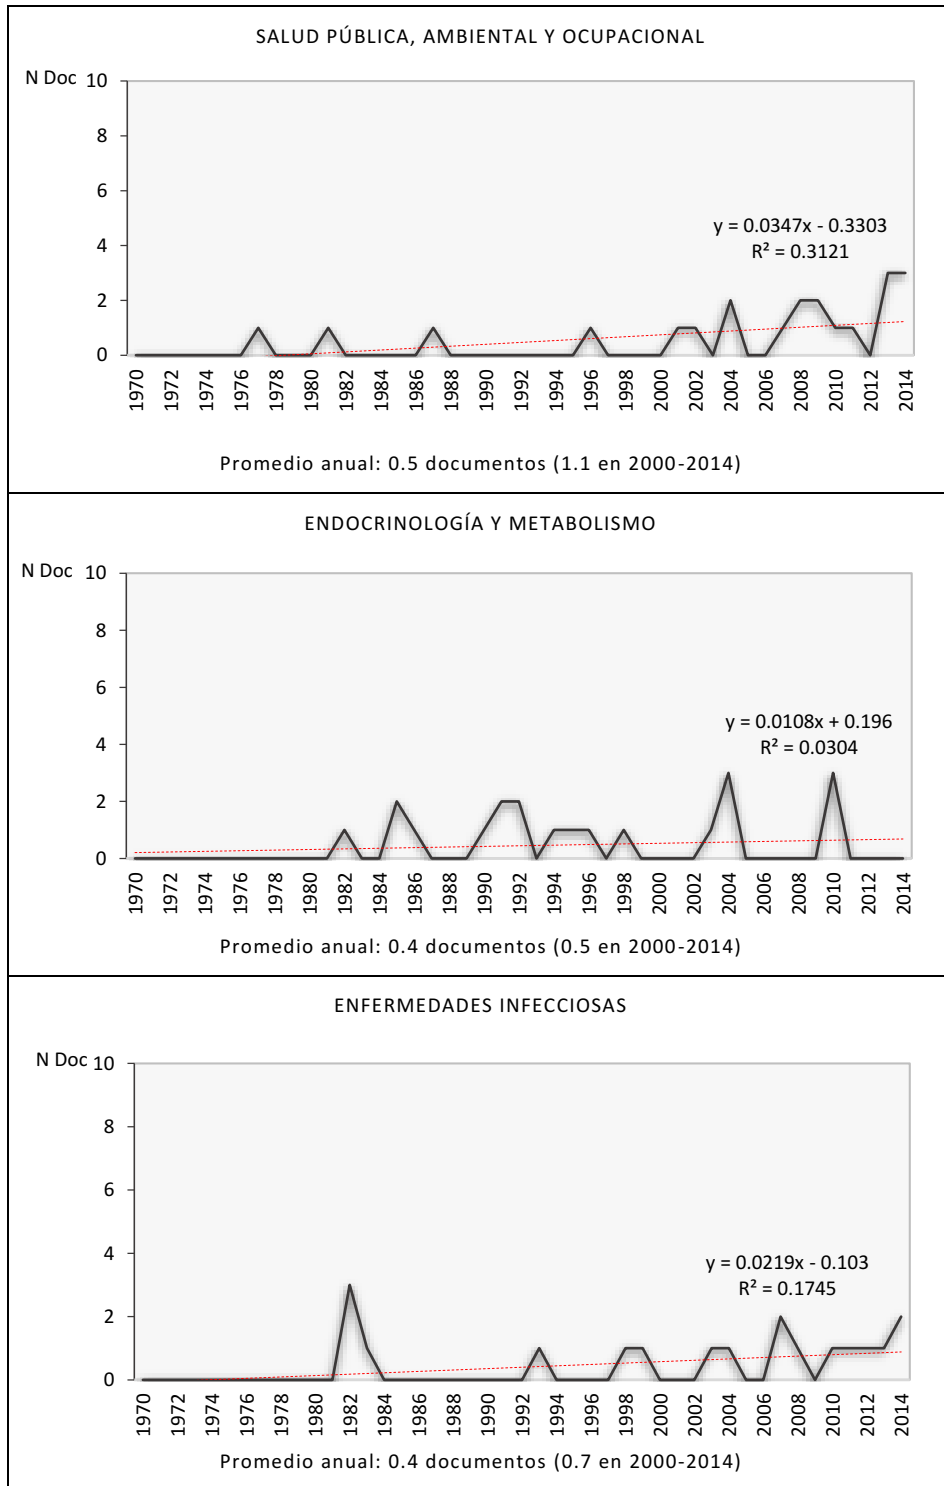 SALUD PÚBLICA, AMBIENTAL Y OCUPACIONAL
N Doc
10
8
6
4
2
0
y = 0.0347x - 0.3303
R² = 0.3121
1970 1972 1974 1976 1978 1980 1982 1984 1986 1988 1990 1992 1994 1996 1998 2000 2002 2004 2006 2008 2010 2012 2014
Promedio anual: 0.5 documentos (1.1 en 2000-2014)
ENDOCRINOLOGÍA Y METABOLISMO
N Doc
10
8
6
4
2
0
y = 0.0108x + 0.196
R² = 0.0304
1970 1972 1974 1976 1978 1980 1982 1984 1986 1988 1990 1992 1994 1996 1998 2000 2002 2004 2006 2008 2010 2012 2014
Promedio anual: 0.4 documentos (0.5 en 2000-2014)
ENFERMEDADES INFECCIOSAS
N Doc
10
8
6
4
2
0
y = 0.0219x - 0.103
R² = 0.1745
1970 1972 1974 1976 1978 1980 1982 1984 1986 1988 1990 1992 1994 1996 1998 2000 2002 2004 2006 2008 2010 2012 2014
Promedio anual: 0.4 documentos (0.7 en 2000-2014)